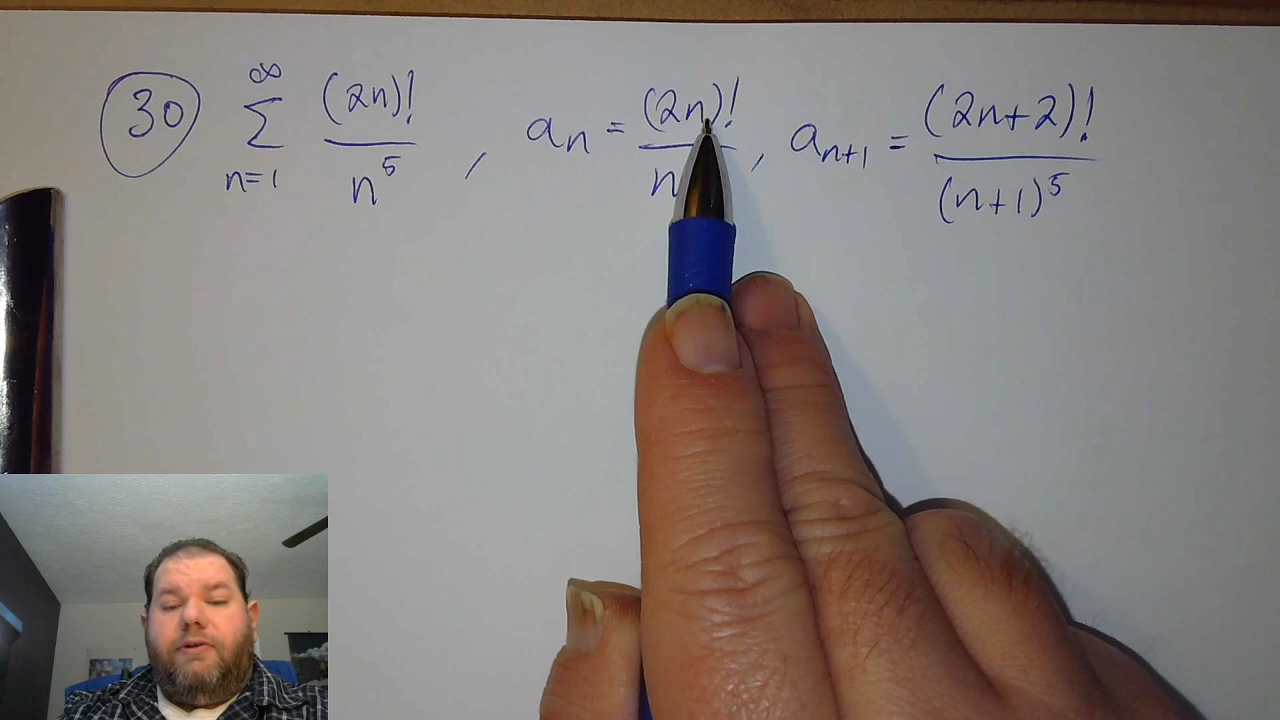 30 ∞ Σ n=1 (2n)! / n^5 , a_n = (2n)! / n , a_{n+1} = (2n+2)! / (n+1)^5